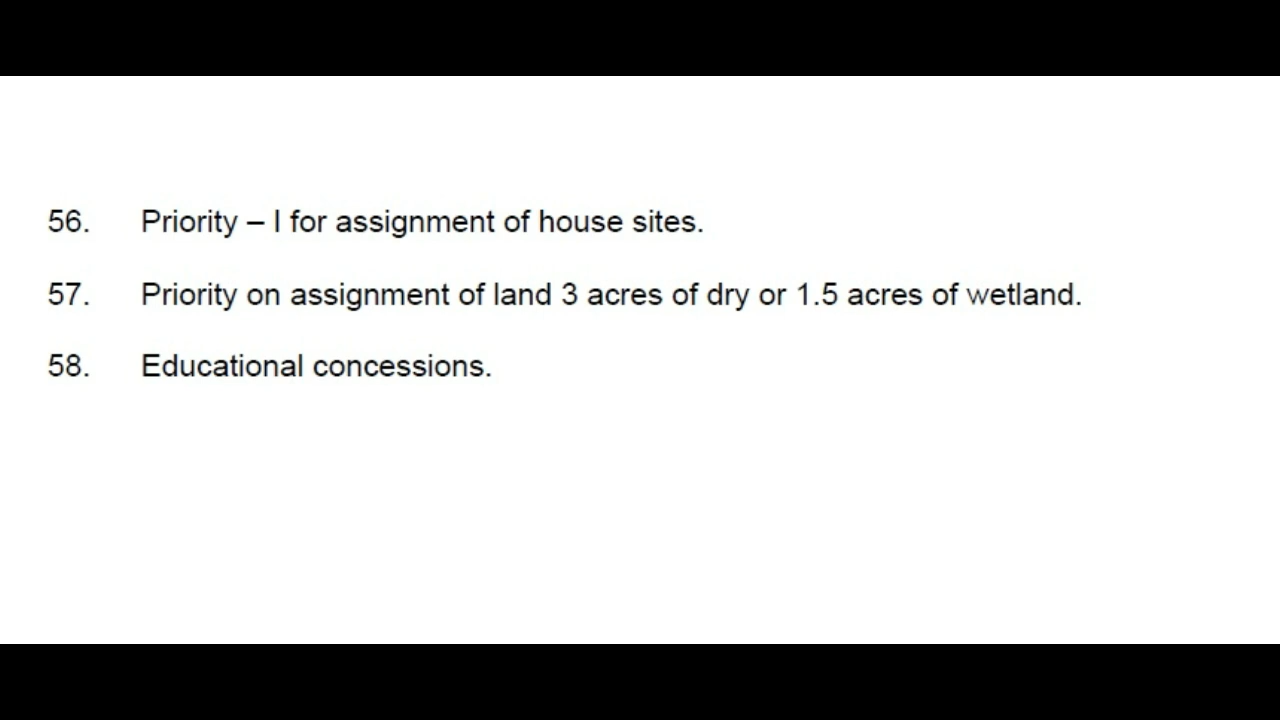 56. Priority – I for assignment of house sites.
57. Priority on assignment of land 3 acres of dry or 1.5 acres of wetland.
58. Educational concessions.